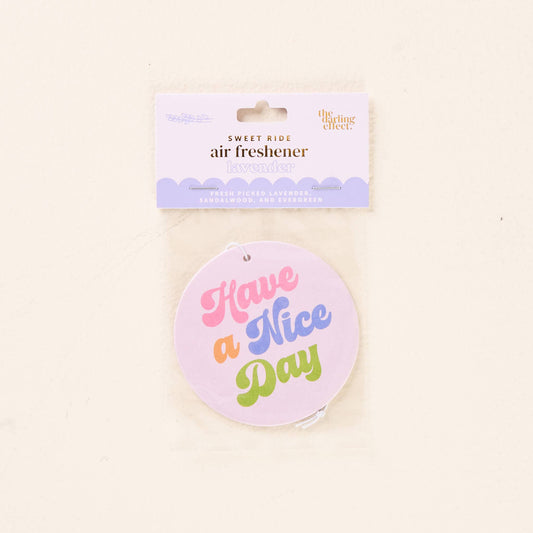 the
darling
effect.
SWEET RIDE
air freshener
lavender
FRESH PICKED LAVENDER,
SANDALWOOD, AND EVERGREEN
Have
a Nice
Day